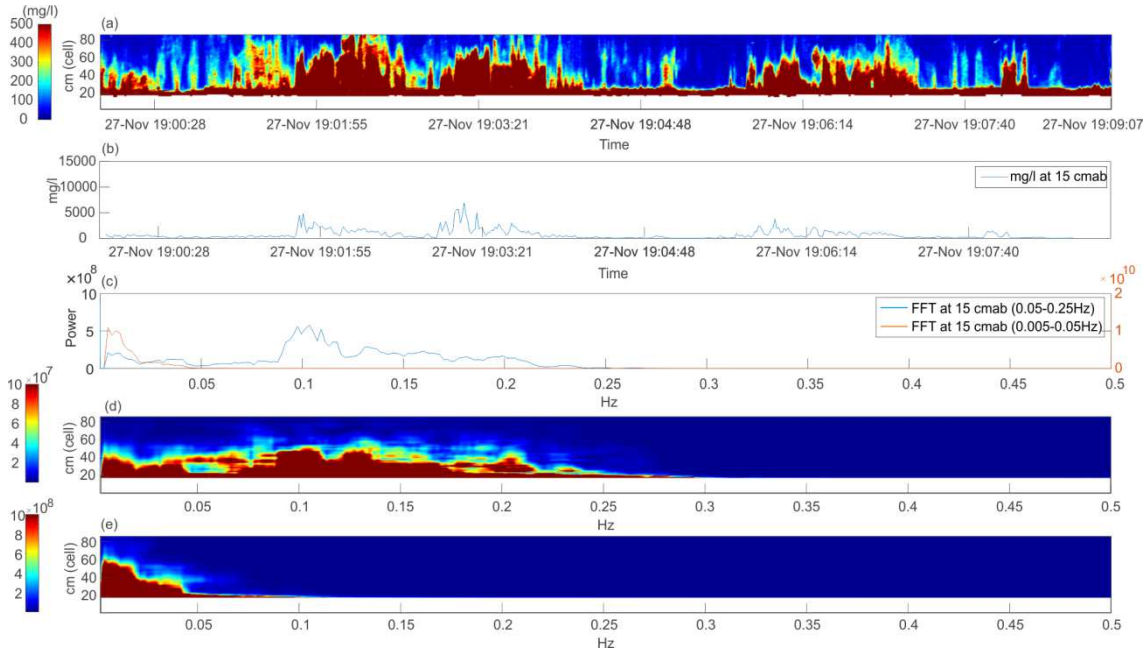 (mg/l)
500
400
300
200
100
0
(a)
80
60
40
20
cm (cell)
27-Nov 19:00:28 27-Nov 19:01:55 27-Nov 19:03:21 27-Nov 19:04:48 27-Nov 19:06:14 27-Nov 19:07:40 27-Nov 19:09:07
Time
(b)
15000
10000
5000
0
mg/l
mg/l at 15 cmab
27-Nov 19:00:28 27-Nov 19:01:55 27-Nov 19:03:21 27-Nov 19:04:48 27-Nov 19:06:14 27-Nov 19:07:40
Time
×10⁸ (c)
10
5
0
Power
FFT at 15 cmab (0.05-0.25Hz)
FFT at 15 cmab (0.005-0.05Hz)
× 10¹⁰
2
1
0
0.05 0.1 0.15 0.2 0.25 0.3 0.35 0.4 0.45 0.5
Hz
× 10⁷
10
8
6
4
2
(d)
80
60
40
20
cm (cell)
0.05 0.1 0.15 0.2 0.25 0.3 0.35 0.4 0.45 0.5
Hz
× 10⁸
10
8
6
4
2
(e)
80
60
40
20
cm (cell)
0.05 0.1 0.15 0.2 0.25 0.3 0.35 0.4 0.45 0.5
Hz